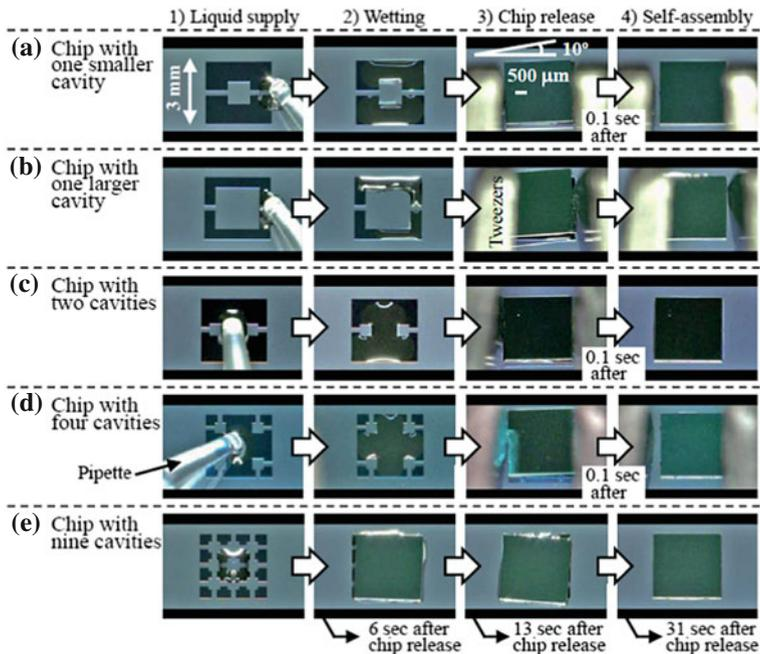 1) Liquid supply 2) Wetting 3) Chip release 4) Self-assembly
(a) Chip with
one smaller
cavity
3 mm
10°
500 μm
0.1 sec
after
(b) Chip with
one larger
cavity
Tweezers
(c) Chip with
two cavities
0.1 sec
after
(d) Chip with
four cavities
Pipette
0.1 sec
after
(e) Chip with
nine cavities
6 sec after
chip release
13 sec after
chip release
31 sec after
chip release